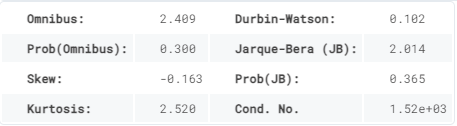 Omnibus: 2.409 Durbin-Watson: 0.102
Prob(Omnibus): 0.300 Jarque-Bera (JB): 2.014
Skew: -0.163 Prob(JB): 0.365
Kurtosis: 2.520 Cond. No. 1.52e+03